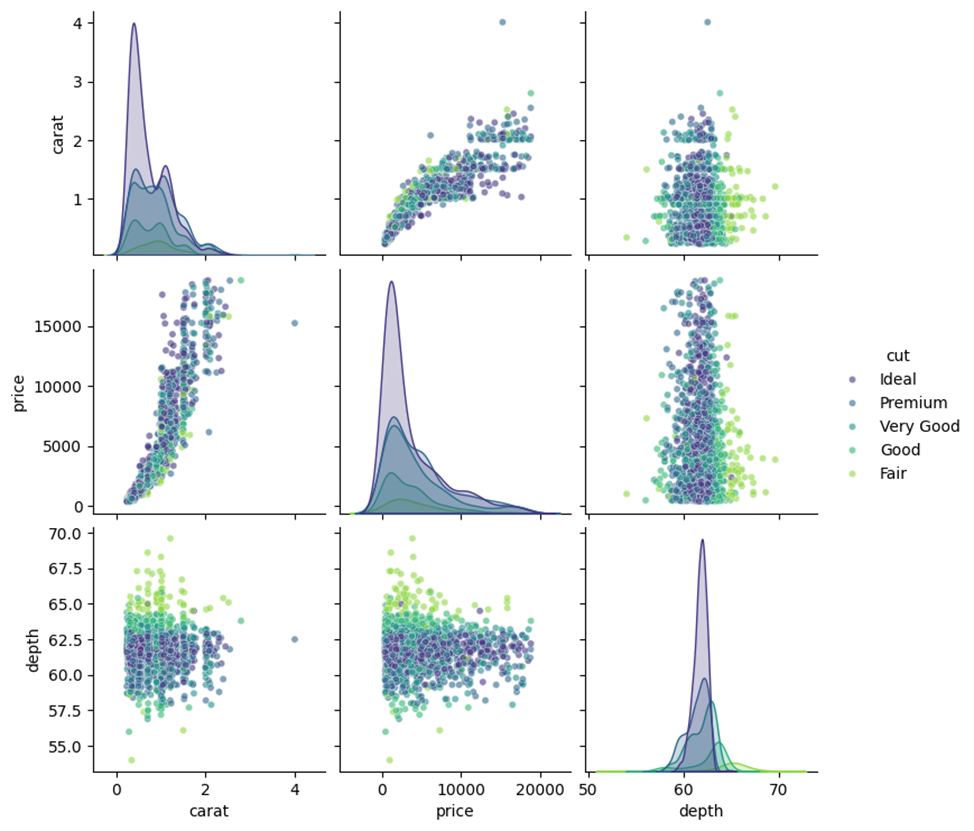 4
3
2
1
carat
15000
10000
5000
0
price
cut
Ideal
Premium
Very Good
Good
Fair
70.0
67.5
65.0
62.5
60.0
57.5
55.0
depth
0 2 4 0 10000 20000 50 60 70
carat price depth